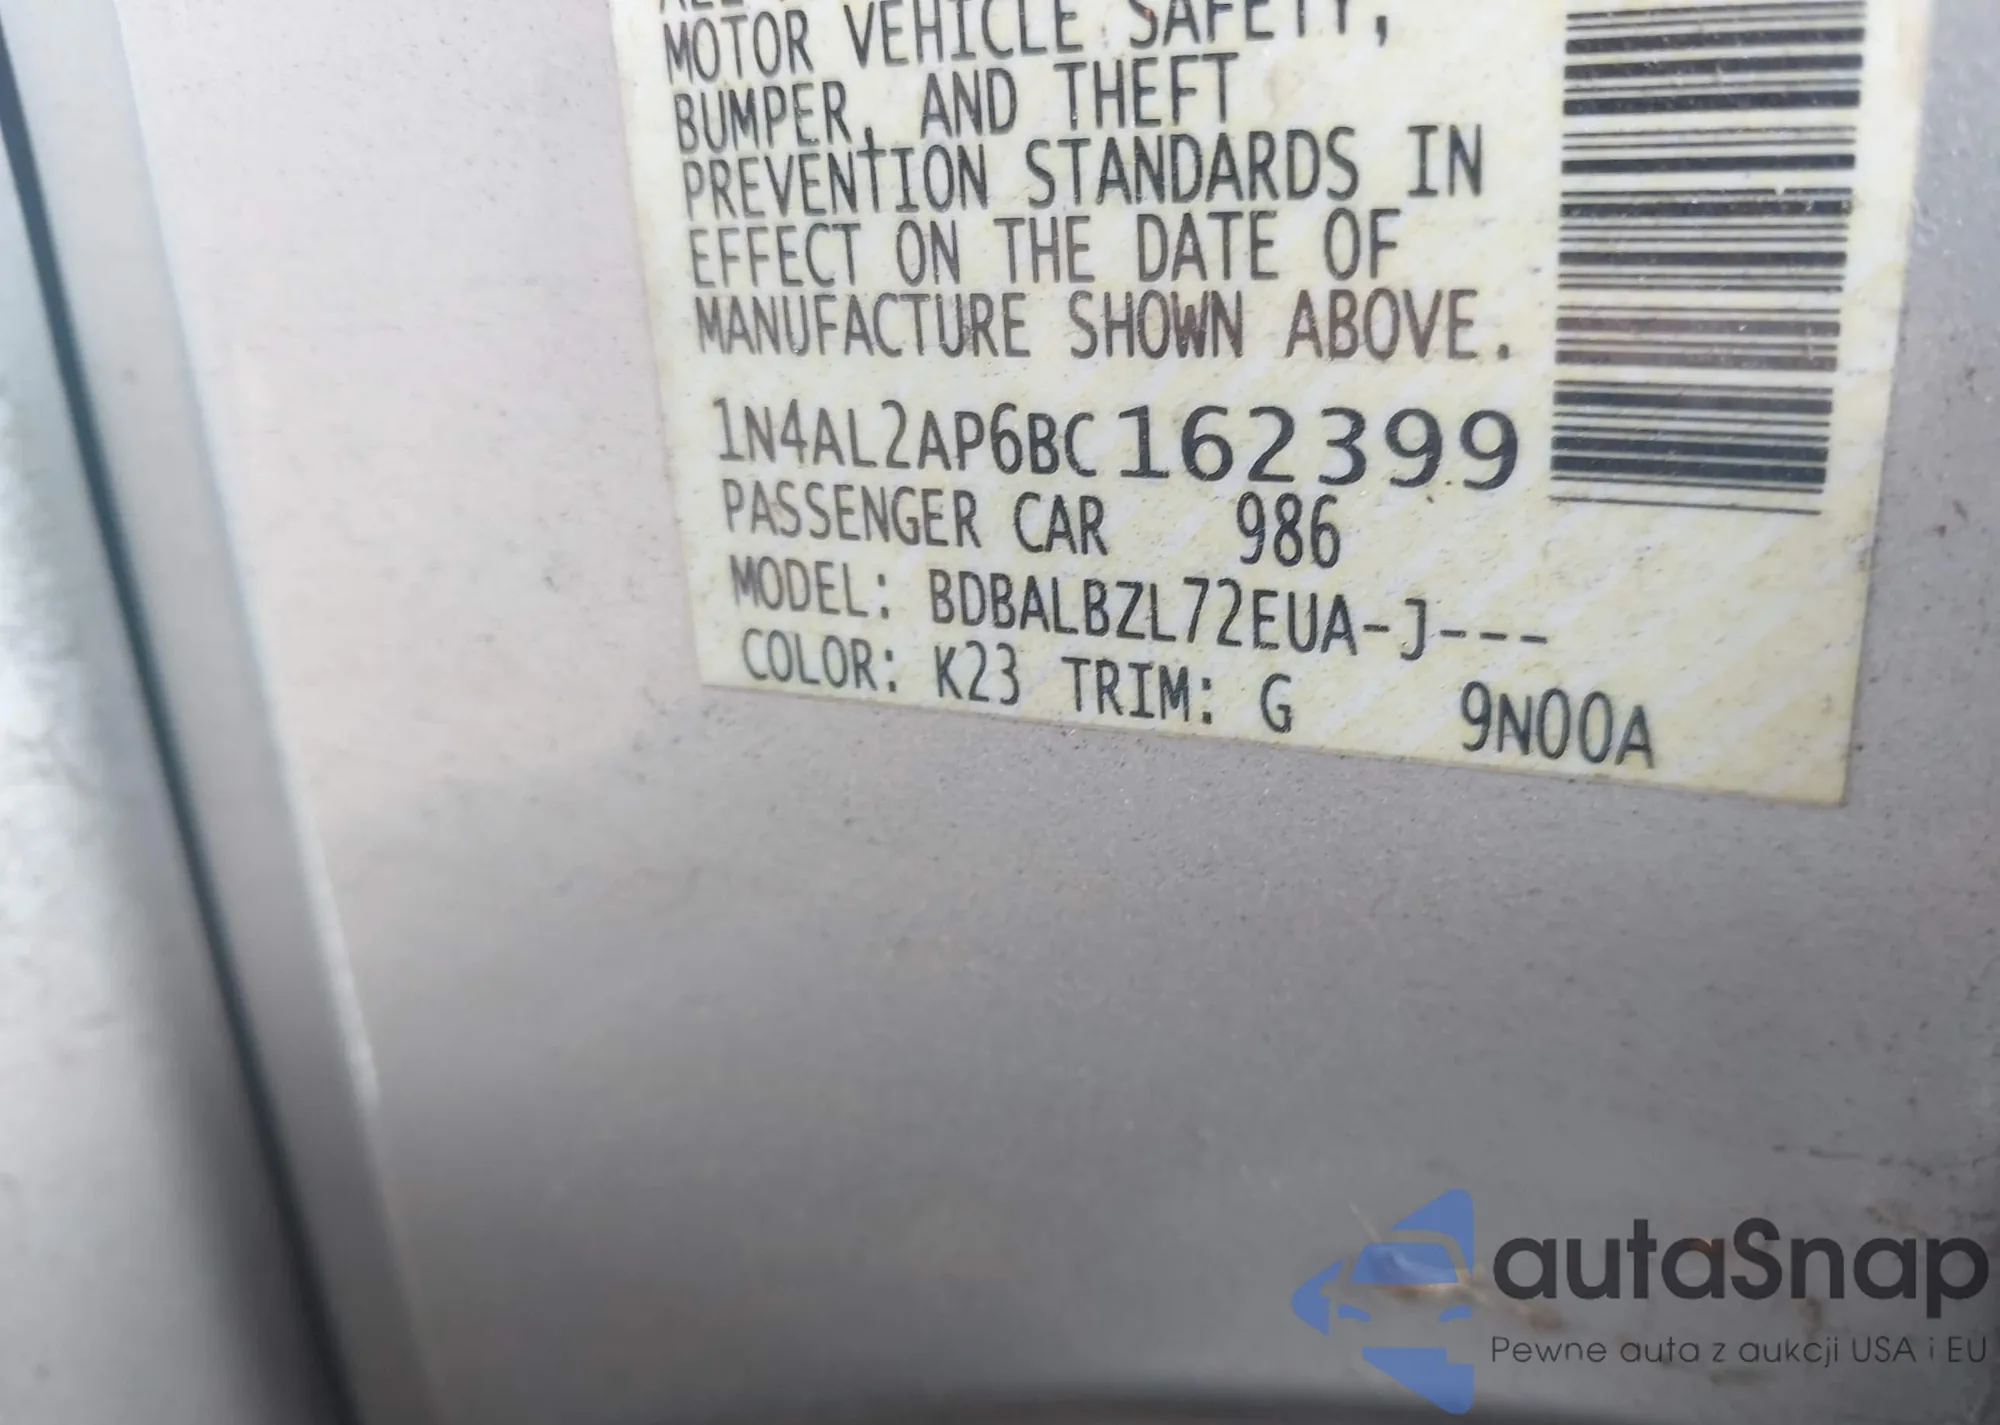 MOTOR VEHICLE SAFETY,
BUMPER, AND THEFT
PREVENTION STANDARDS IN
EFFECT ON THE DATE OF
MANUFACTURE SHOWN ABOVE.
1N4AL2AP6BC162399
PASSENGER CAR 986
MODEL: BDBALBZL72EUA-J---
COLOR: K23 TRIM: G 9N00A
autaSnap
Pewne auta z aukcji USA i EU